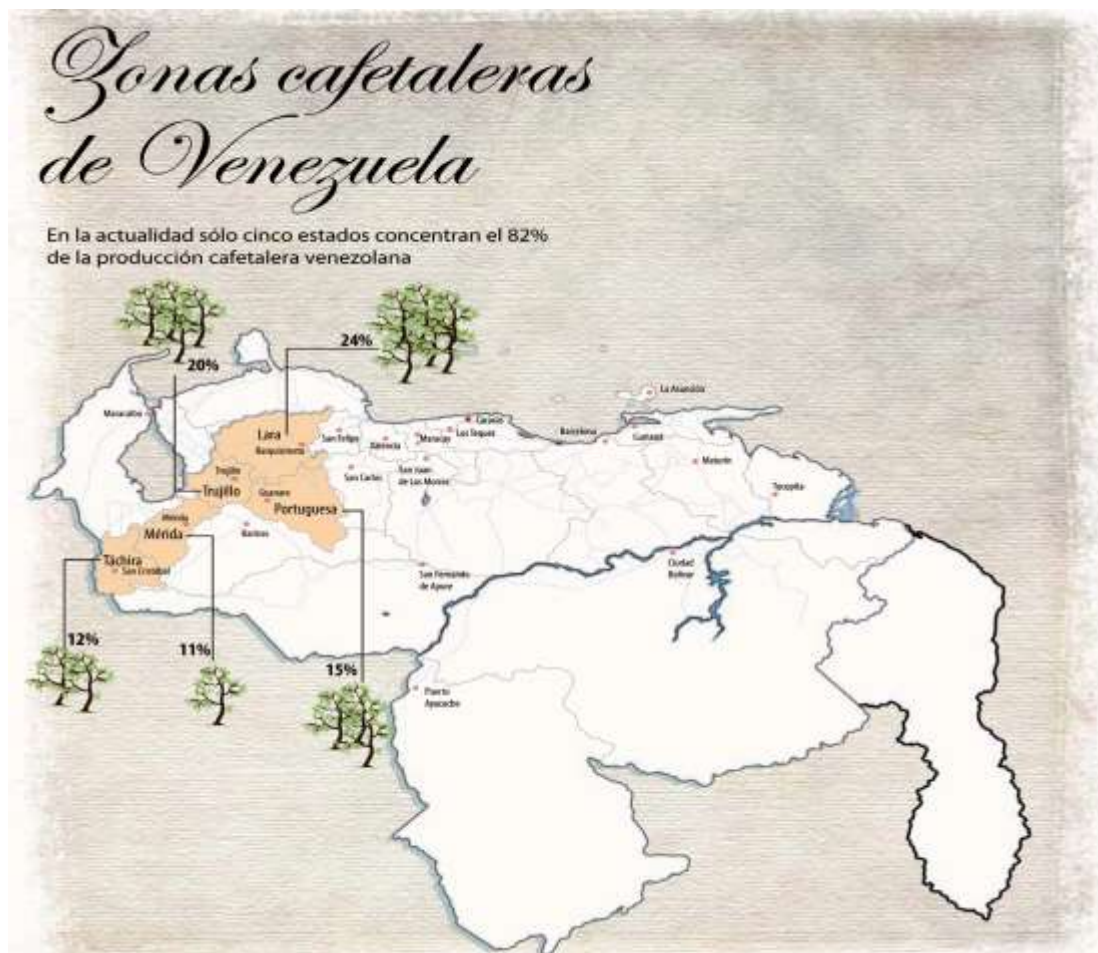 Zonas cafetaleras
de Venezuela
En la actualidad sólo cinco estados concentran el 82%
de la producción cafetalera venezolana
24%
20%
La Asunción
Maracaibo
Caracas
Lara
San Felipe
Valencia
Maracay
Los Teques
Barcelona
Cumaná
Barquisimeto
Trujillo
San Carlos
San Juan
de Los Morros
Maturín
Trujillo
Guanare
Tucupita
Portuguesa
Mérida
Mérida
Barinas
Táchira
San Cristóbal
San Fernando
de Apure
Ciudad
Bolívar
12%
11%
15%
Puerto
Ayacucho